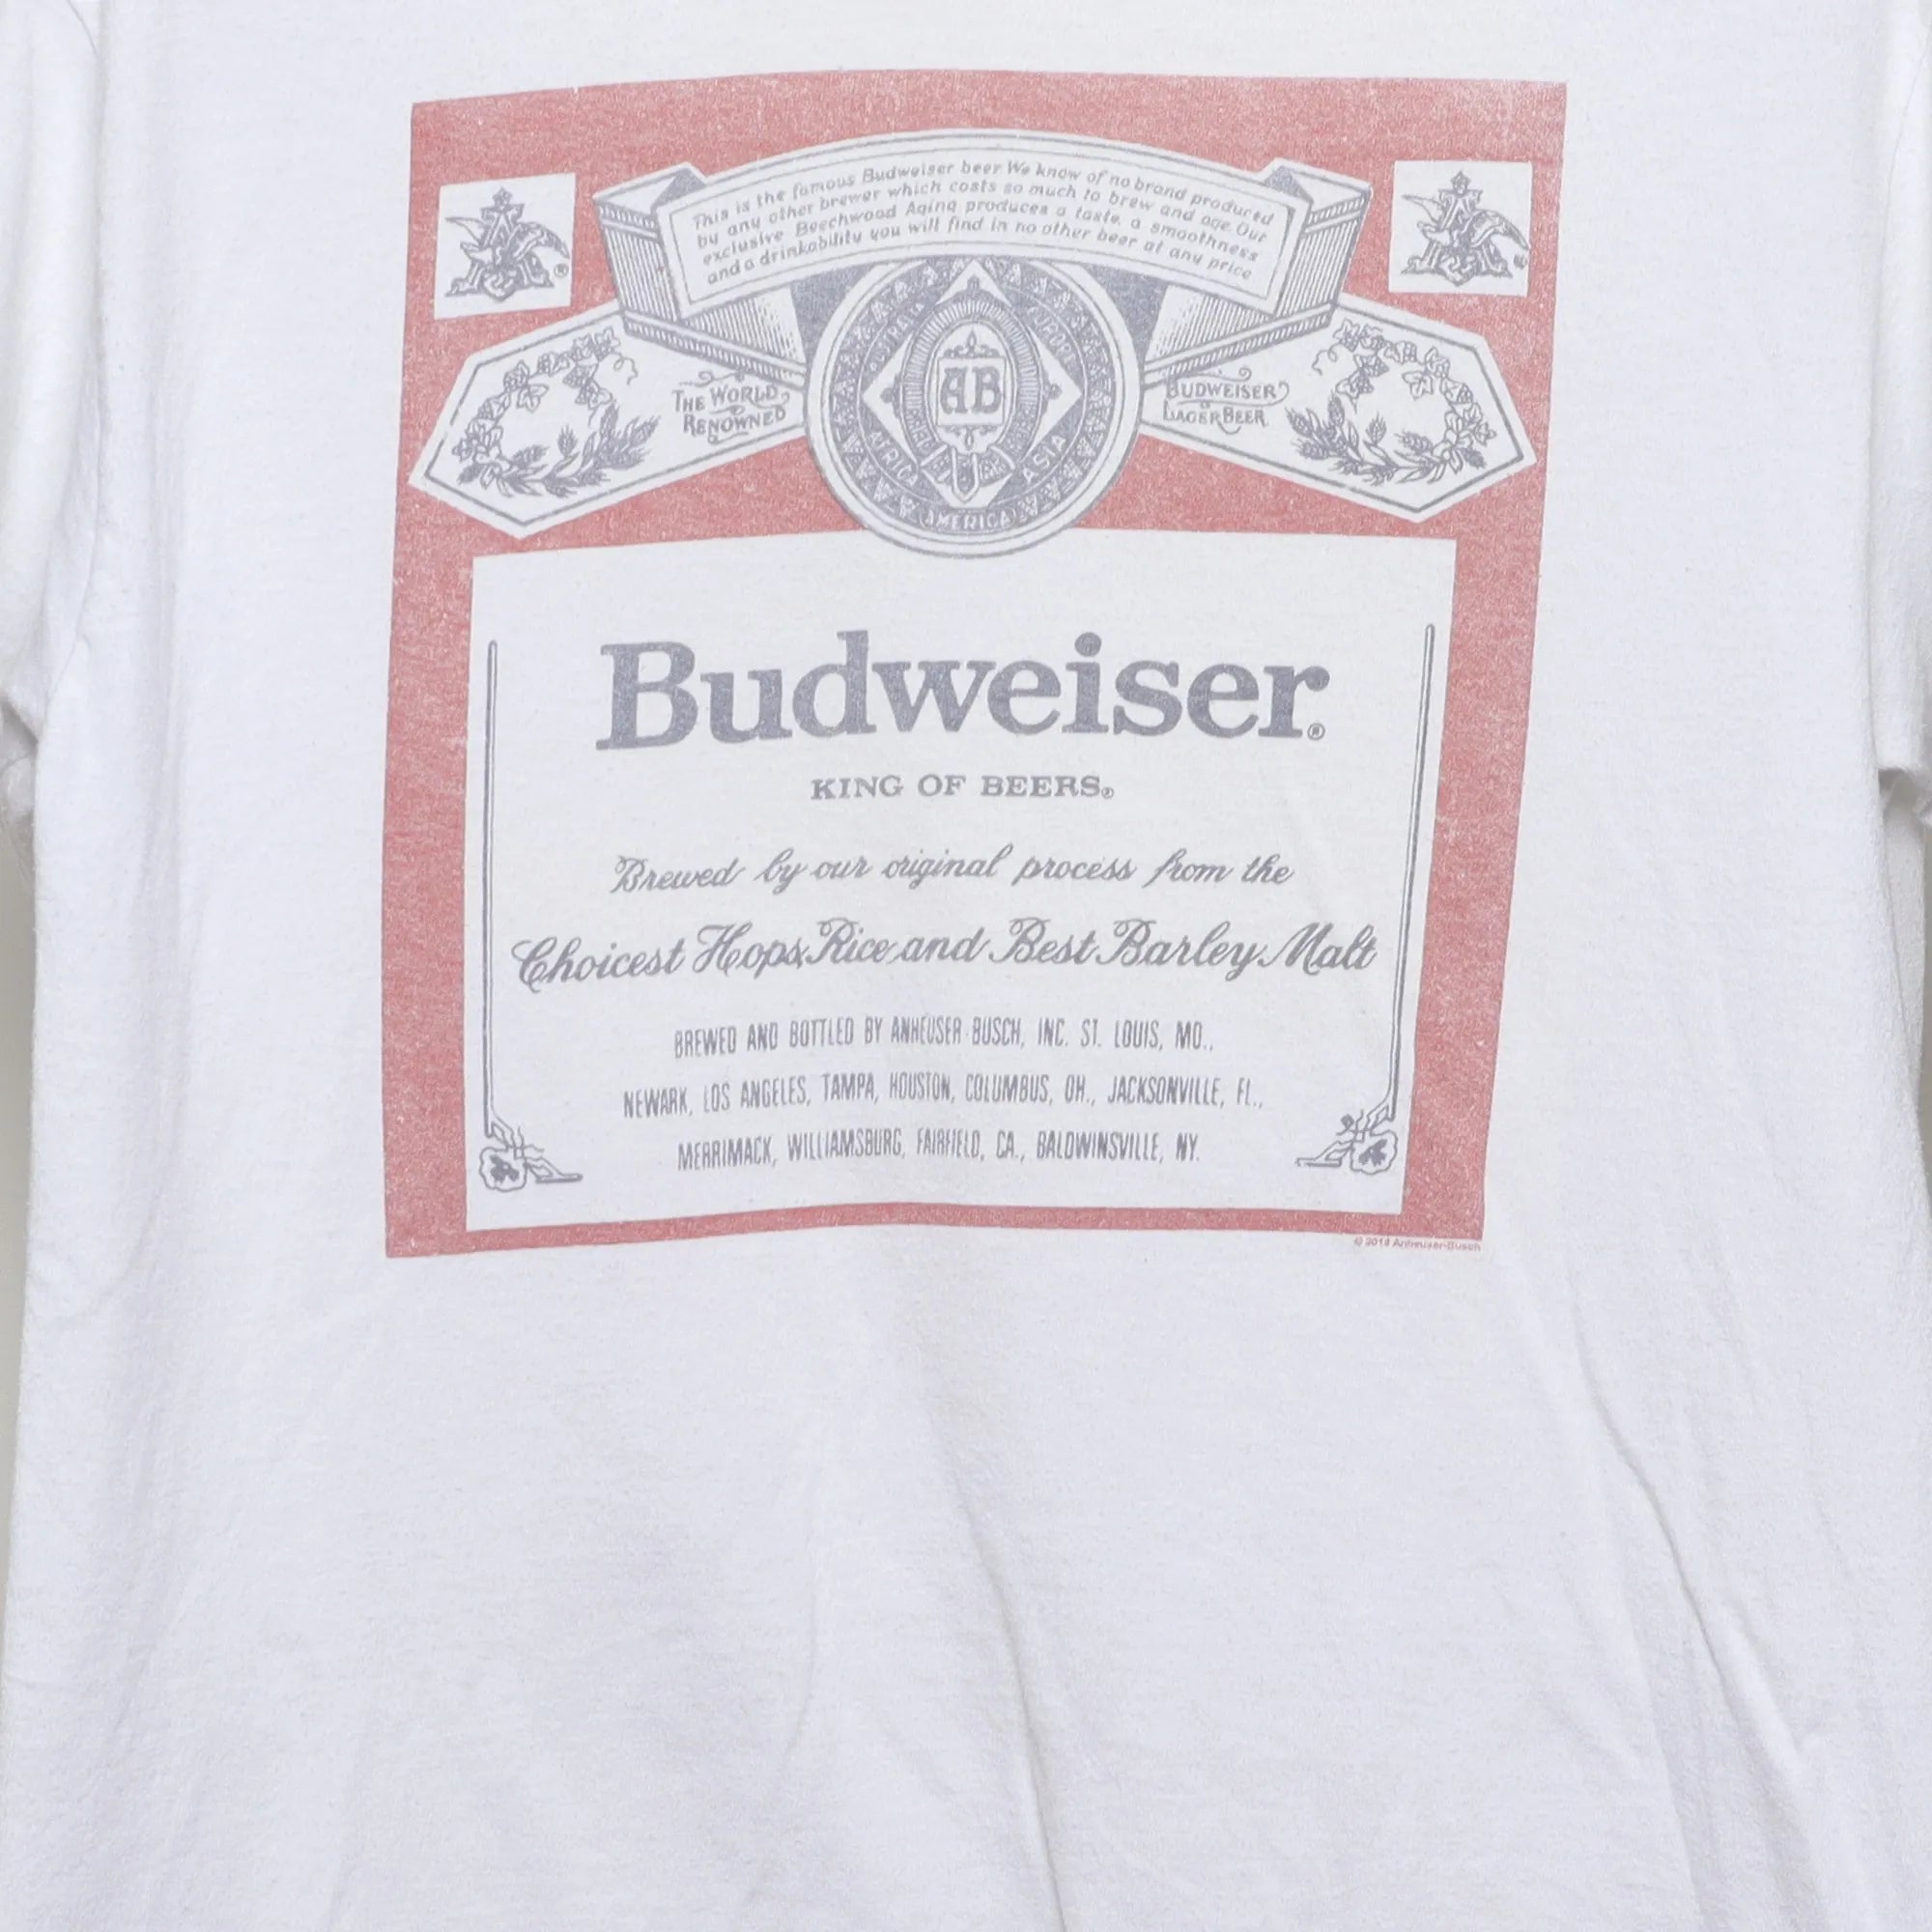 This is the famous Budweiser beer. We know of no brand produced
by any other brewer which costs so much to brew and age. Our
exclusive Beechwood Aging produces a taste, a smoothness
and a drinkability you will find in no other beer at any price
THE WORLD
RENOWNED
BUDWEISER
LAGER BEER
AUSTRALIA
EUROPE
AFRICA
ASIA
AMERICA
AB
Budweiser®
KING OF BEERS®
Brewed by our original process from the
Choicest Hops, Rice and Best Barley Malt
BREWED AND BOTTLED BY ANHEUSER-BUSCH, INC. ST. LOUIS, MO.,
NEWARK, LOS ANGELES, TAMPA, HOUSTON, COLUMBUS, OH., JACKSONVILLE, FL.,
MERRIMACK, WILLIAMSBURG, FAIRFIELD, CA., BALDWINSVILLE, NY.
Anheuser-Busch